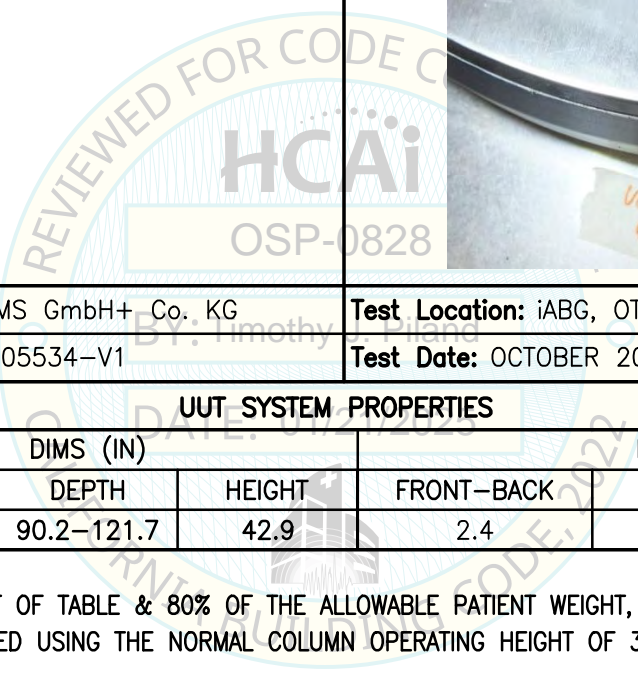 REVIEWED FOR CODE
HCAi
OSP-0828
MS GmbH+ Co. KG
Test Location: iABG, OT
BY: Timothy J. Piland
05534-V1
Test Date: OCTOBER 20
UUT SYSTEM PROPERTIES
DATE: 01/21/2025
DIMS (IN)
DEPTH HEIGHT FRONT-BACK
90.2-121.7 42.9 2.4
CALIFORNIA BUILDING CODE, 2022
OF TABLE & 80% OF THE ALLOWABLE PATIENT WEIGHT,
ED USING THE NORMAL COLUMN OPERATING HEIGHT OF 3